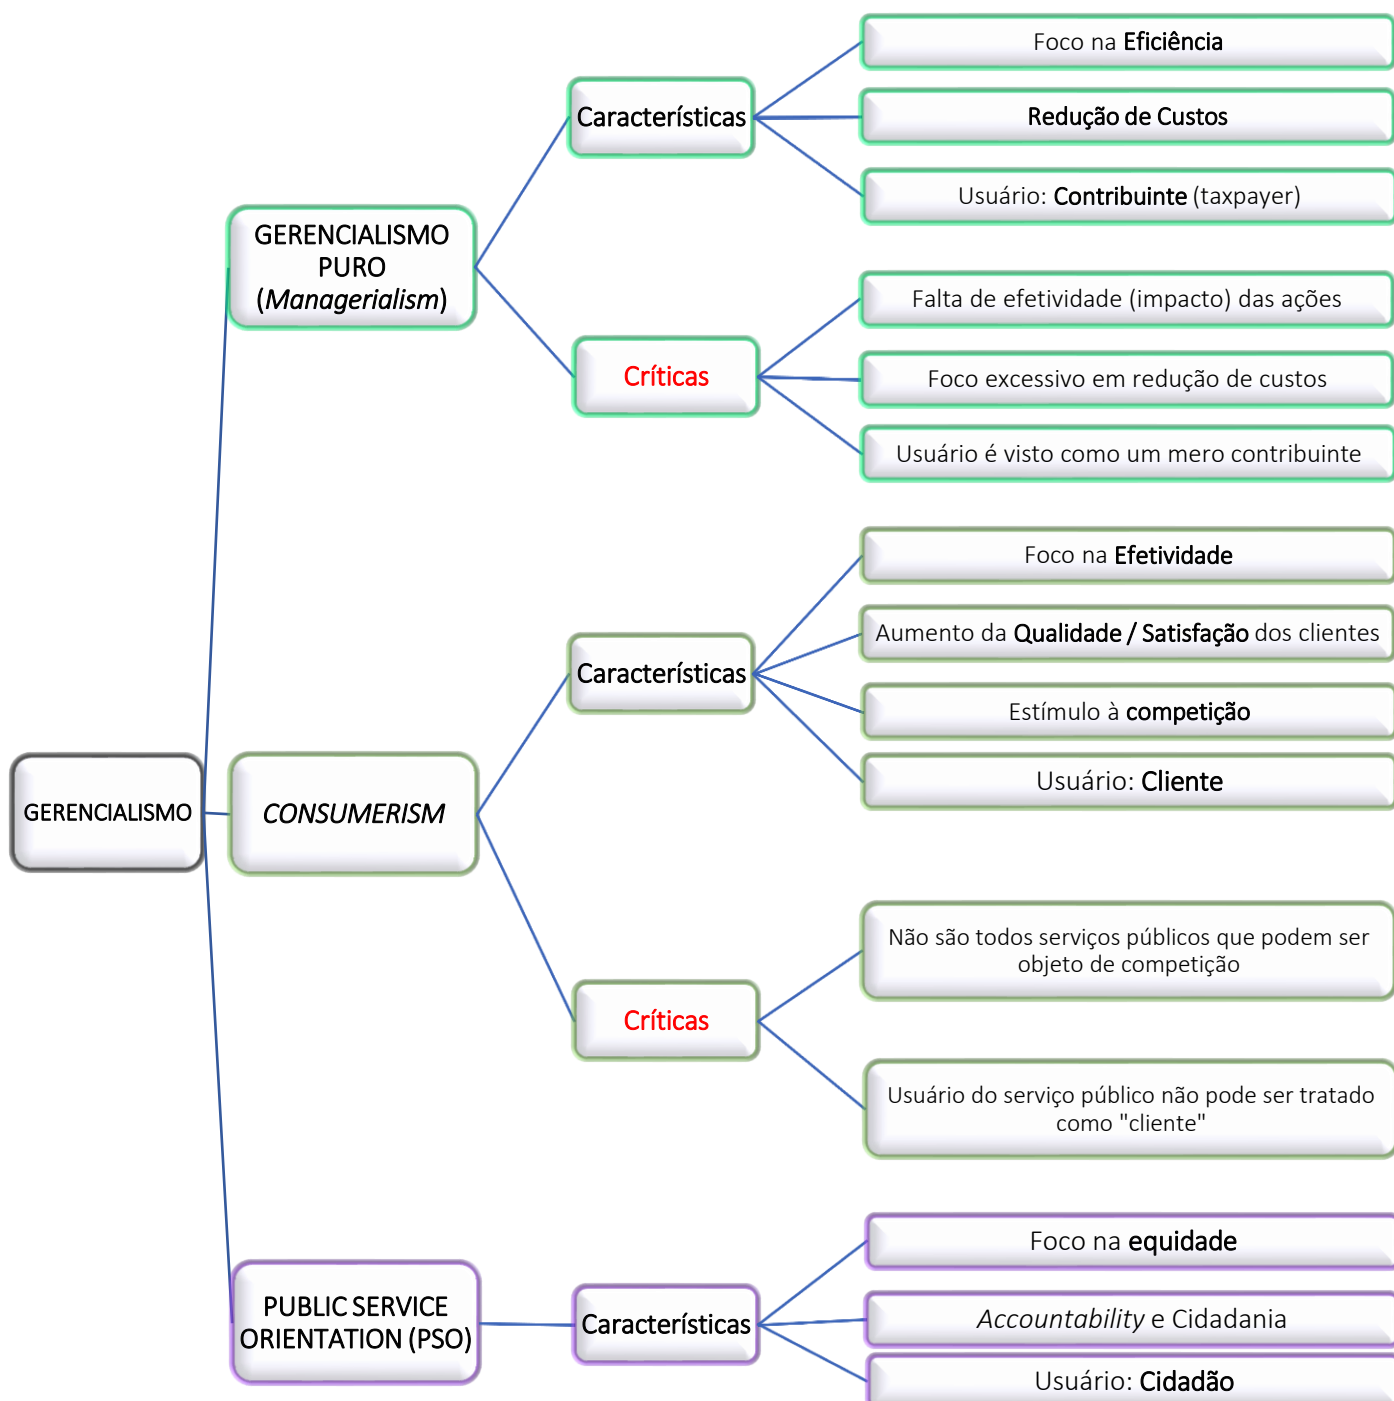 GERENCIALISMO
GERENCIALISMO
PURO
(Managerialism)
Características
Foco na Eficiência
Redução de Custos
Usuário: Contribuinte (taxpayer)
Críticas
Falta de efetividade (impacto) das ações
Foco excessivo em redução de custos
Usuário é visto como um mero contribuinte
CONSUMERISM
Características
Foco na Efetividade
Aumento da Qualidade / Satisfação dos clientes
Estímulo à competição
Usuário: Cliente
Críticas
Não são todos serviços públicos que podem ser
objeto de competição
Usuário do serviço público não pode ser tratado
como "cliente"
PUBLIC SERVICE
ORIENTATION (PSO)
Características
Foco na equidade
Accountability e Cidadania
Usuário: Cidadão